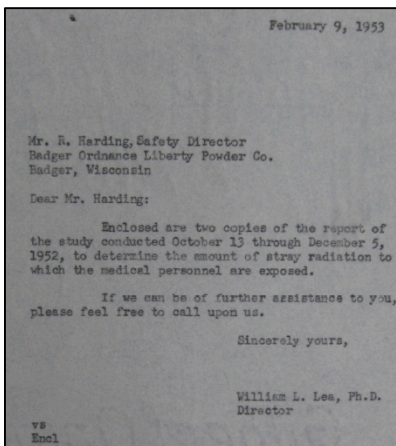 February 9, 1953
Mr. R. Harding, Safety Director
Badger Ordnance Liberty Powder Co.
Badger, Wisconsin
Dear Mr. Harding:
Enclosed are two copies of the report of
the study conducted October 13 through December 5,
1952, to determine the amount of stray radiation to
which the medical personnel are exposed.
If we can be of further assistance to you,
please feel free to call upon us.
Sincerely yours,
William L. Lea, Ph.D.
Director
vs
Encl